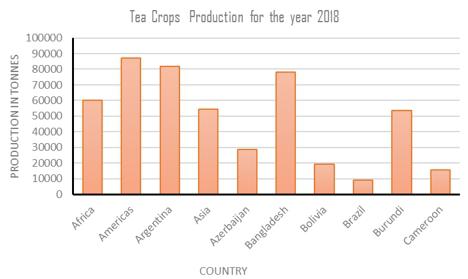 Tea Crops Production for the year 2018
PRODUCTION IN TONNES
100000
90000
80000
70000
60000
50000
40000
30000
20000
10000
0
Africa
Americas
Argentina
Asia
Azerbaijan
Bangladesh
Bolivia
Brazil
Burundi
Cameroon
COUNTRY